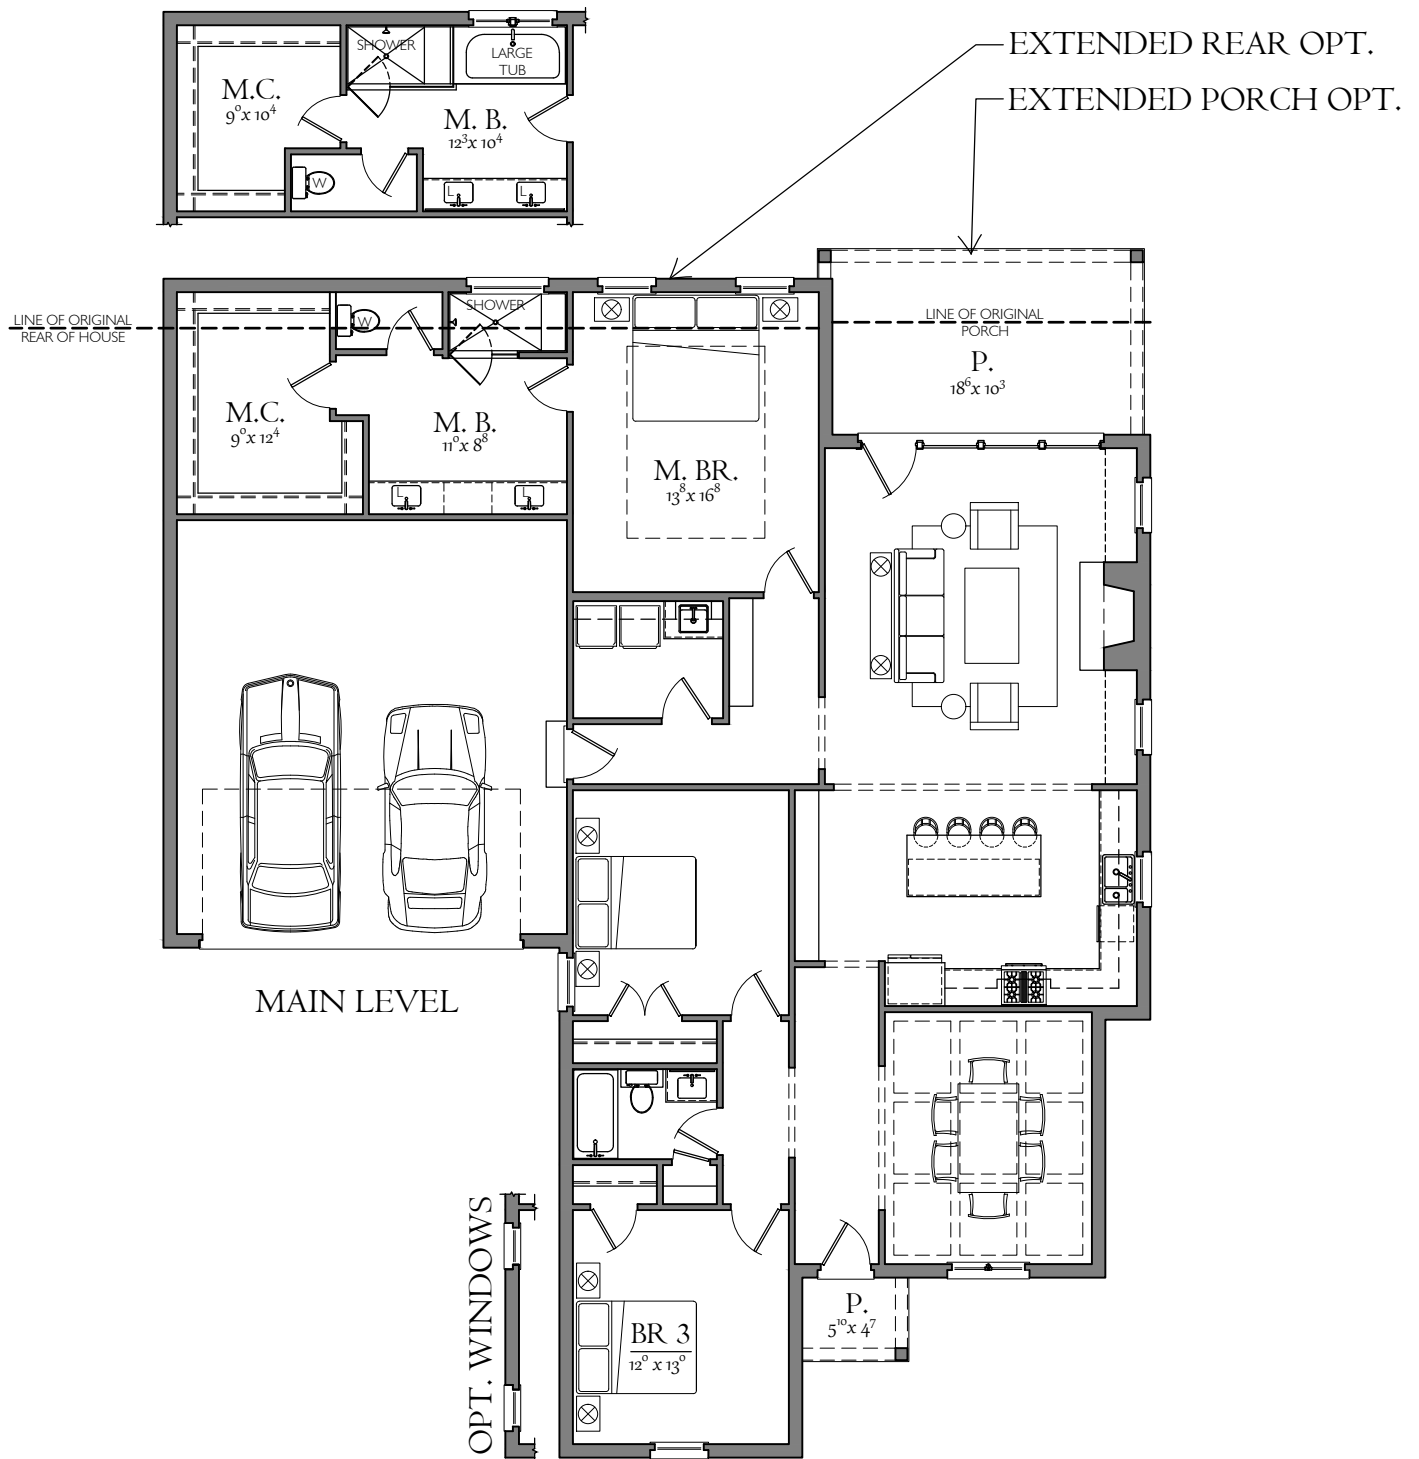 EXTENDED REAR OPT.
EXTENDED PORCH OPT.
SHOWER
LARGE
TUB
M.C.
9⁰ x 10⁴
M. B.
12³ x 10⁴
W
L
L
LINE OF ORIGINAL
REAR OF HOUSE
W
SHOWER
LINE OF ORIGINAL
PORCH
P.
18⁶ x 10³
M.C.
9⁰ x 12⁴
M. B.
11⁰ x 8⁸
M. BR.
13⁸ x 16⁸
L
L
MAIN LEVEL
OPT. WINDOWS
P.
5¹⁰ x 4⁷
BR 3
12⁰ x 13⁰